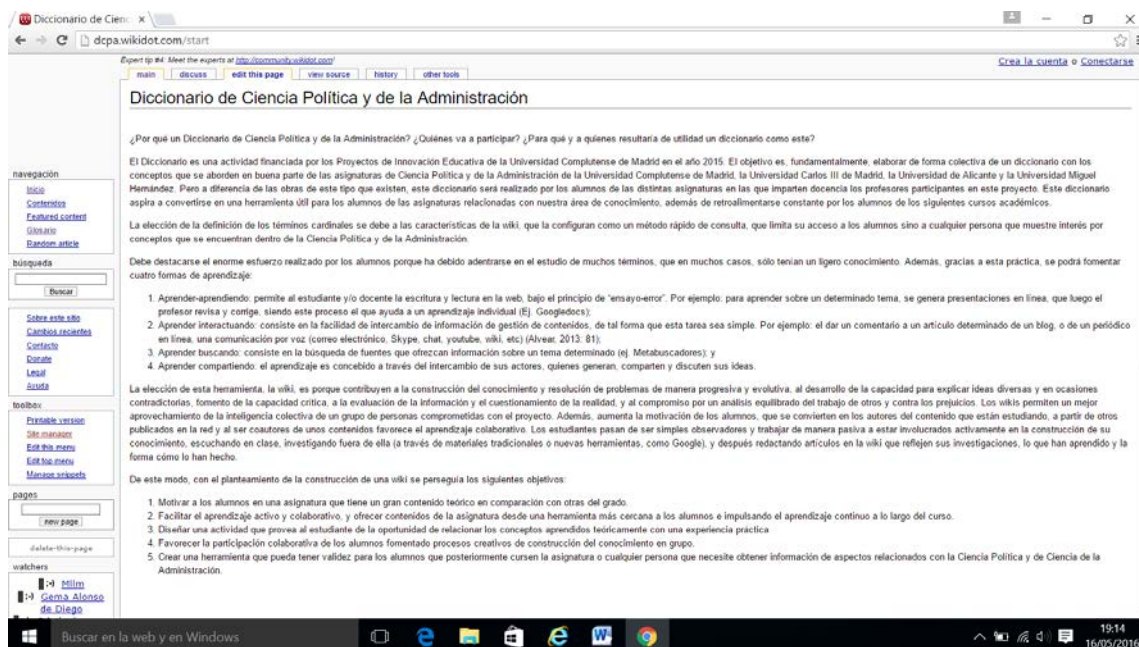 Diccionario de Cien
dcpa.wikidot.com/start
Expert tip #4: Meet the experts at http://community.wikidot.com!
Crea la cuenta o Conectarse
main discuss edit this page view source history other tools
Diccionario de Ciencia Política y de la Administración
¿Por qué un Diccionario de Ciencia Política y de la Administración? ¿Quiénes va a participar? ¿Para qué y a quienes resultaría de utilidad un diccionario como este?
El Diccionario es una actividad financiada por los Proyectos de Innovación Educativa de la Universidad Complutense de Madrid en el año 2015. El objetivo es, fundamentalmente, elaborar de forma colectiva de un diccionario con los
conceptos que se aborden en buena parte de las asignaturas de Ciencia Política y de la Administración de la Universidad Complutense de Madrid, la Universidad Carlos III de Madrid, la Universidad de Alicante y la Universidad Miguel
Hernández. Pero a diferencia de las obras de este tipo que existen, este diccionario será realizado por los alumnos de las distintas asignaturas en las que imparten docencia los profesores participantes en este proyecto. Este diccionario
aspira a convertirse en una herramienta útil para los alumnos de las asignaturas relacionadas con nuestra área de conocimiento, además de retroalimentarse constante por los alumnos de los siguientes cursos académicos.
La elección de la definición de los términos cardinales se debe a las características de la wiki, que la configuran como un método rápido de consulta, que limita su acceso a los alumnos sino a cualquier persona que muestre interés por
conceptos que se encuentran dentro de la Ciencia Política y de la Administración.
Debe destacarse el enorme esfuerzo realizado por los alumnos porque ha debido adentrarse en el estudio de muchos términos, que en muchos casos, sólo tenían un ligero conocimiento. Además, gracias a esta práctica, se podrá fomentar
cuatro formas de aprendizaje:
1. Aprender-aprendiendo: permite al estudiante y/o docente la escritura y lectura en la web, bajo el principio de "ensayo-error". Por ejemplo: para aprender sobre un determinado tema, se genera presentaciones en línea, que luego el
profesor revisa y corrige, siendo este proceso el que ayuda a un aprendizaje individual (Ej. Googledocs);
2. Aprender interactuando: consiste en la facilidad de intercambio de información de gestión de contenidos, de tal forma que esta tarea sea simple. Por ejemplo: el dar un comentario a un artículo determinado de un blog, o de un periódico
en línea, una comunicación por voz (correo electrónico, Skype, chat, youtube, wiki, etc) (Alvear, 2013: 81);
3. Aprender buscando: consiste en la búsqueda de fuentes que ofrezcan información sobre un tema determinado (ej. Metabuscadores); y
4. Aprender compartiendo: el aprendizaje es concebido a través del intercambio de sus actores, quienes generan, comparten y discuten sus ideas.
La elección de esta herramienta, la wiki, es porque contribuyen a la construcción del conocimiento y resolución de problemas de manera progresiva y evolutiva, al desarrollo de la capacidad para explicar ideas diversas y en ocasiones
contradictorias, fomento de la capacidad crítica, a la evaluación de la información y el cuestionamiento de la realidad, y al compromiso por un análisis equilibrado del trabajo de otros y contra los prejuicios. Los wikis permiten un mejor
aprovechamiento de la inteligencia colectiva de un grupo de personas comprometidas con el proyecto. Además, aumenta la motivación de los alumnos, que se convierten en los autores del contenido que están estudiando, a partir de otros
publicados en la red y al ser coautores de unos contenidos favorece el aprendizaje colaborativo. Los estudiantes pasan de ser simples observadores y trabajar de manera pasiva a estar involucrados activamente en la construcción de su
conocimiento, escuchando en clase, investigando fuera de ella (a través de materiales tradicionales o nuevas herramientas, como Google), y después redactando artículos en la wiki que reflejen sus investigaciones, lo que han aprendido y la
forma cómo lo han hecho.
De este modo, con el planteamiento de la construcción de una wiki se perseguía los siguientes objetivos:
1. Motivar a los alumnos en una asignatura que tiene un gran contenido teórico en comparación con otras del grado.
2. Facilitar el aprendizaje activo y colaborativo, y ofrecer contenidos de la asignatura desde una herramienta más cercana a los alumnos e impulsando el aprendizaje continuo a lo largo del curso.
3. Diseñar una actividad que provea al estudiante de la oportunidad de relacionar los conceptos aprendidos teóricamente con una experiencia práctica
4. Favorecer la participación colaborativa de los alumnos fomentado procesos creativos de construcción del conocimiento en grupo.
5. Crear una herramienta que pueda tener validez para los alumnos que posteriormente cursen la asignatura o cualquier persona que necesite obtener información de aspectos relacionados con la Ciencia Política y de Ciencia de la
Administración.
navegación
Inicio
Contenidos
Featured content
Glosario
Random article
búsqueda
Buscar
Sobre este sitio
Cambios recientes
Contacto
Donate
Legal
Ayuda
toolbox
Printable version
Site manager
Edit this menu
Edit top menu
Manage snippets
pages
new page
delete-this-page
watchers
Milm
Gema Alonso
de Diego
Buscar en la web y en Windows
19:14
16/05/2016